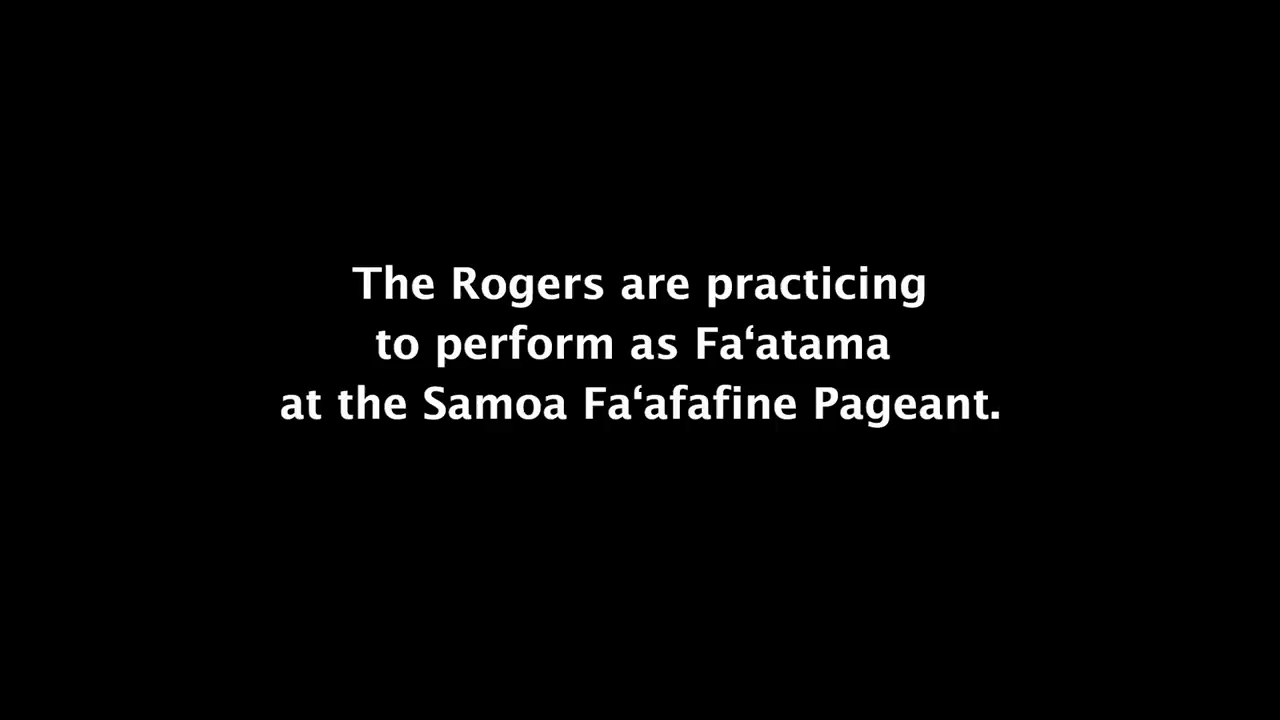 The Rogers are practicing
to perform as Fa‘atama
at the Samoa Fa‘afafine Pageant.